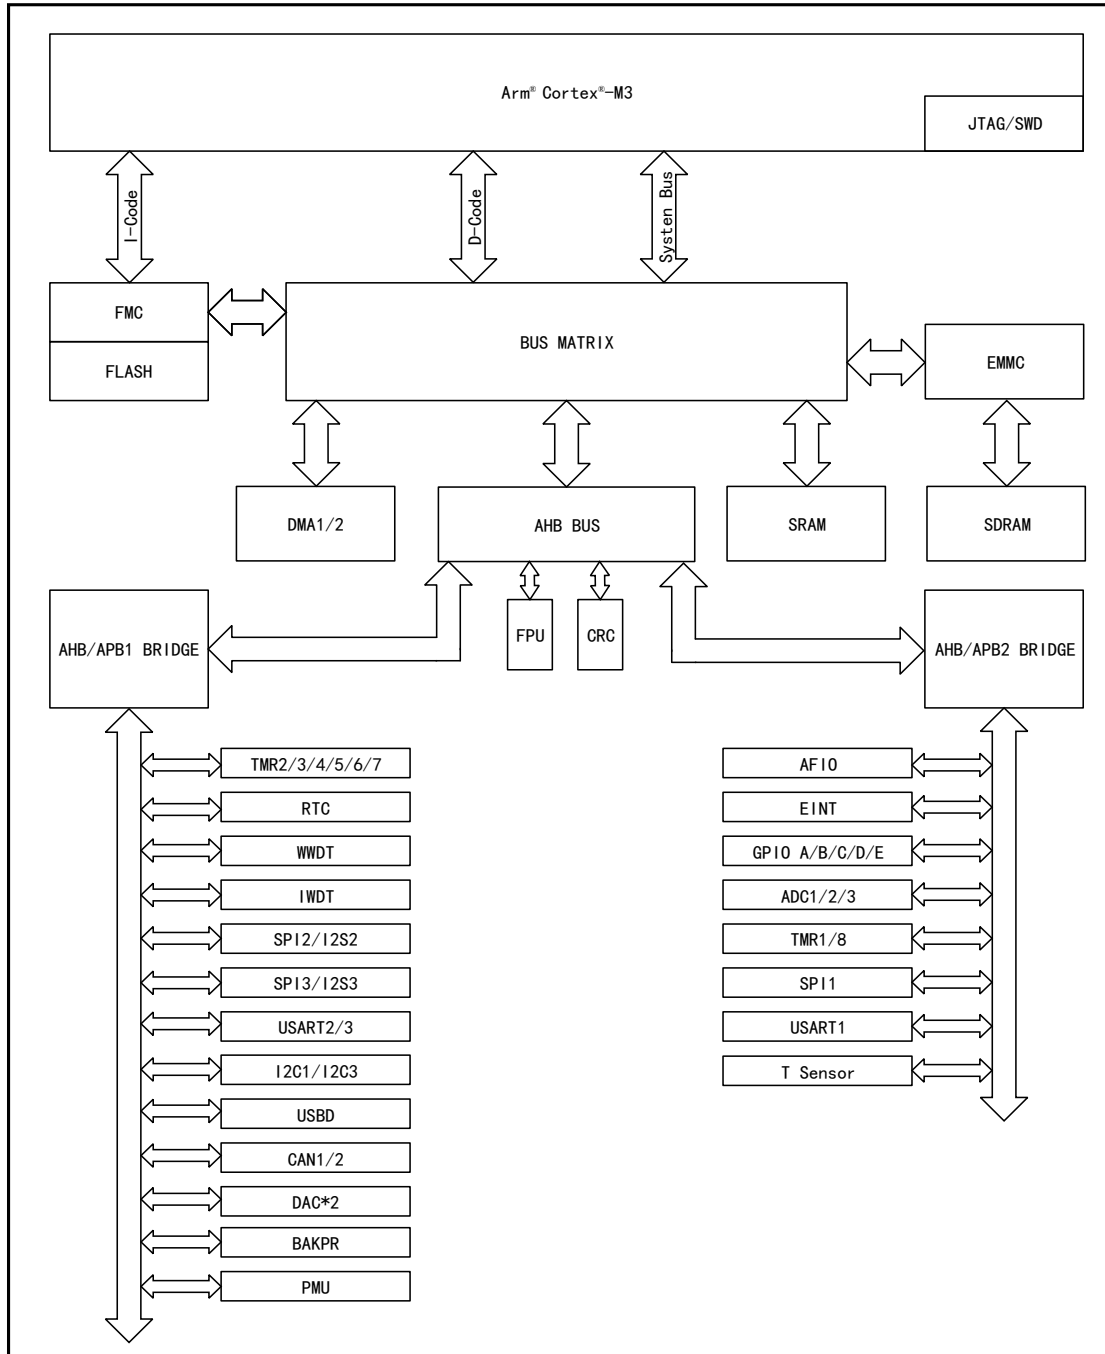 Arm® Cortex®-M3
JTAG/SWD
I-Code
D-Code
Systen Bus
FMC
BUS MATRIX
EMMC
FLASH
DMA1/2
AHB BUS
SRAM
SDRAM
FPU
CRC
AHB/APB1 BRIDGE
AHB/APB2 BRIDGE
TMR2/3/4/5/6/7
RTC
WWDT
IWDT
SPI2/I2S2
SPI3/I2S3
USART2/3
I2C1/I2C3
USBD
CAN1/2
DAC*2
BAKPR
PMU
AFIO
EINT
GPIO A/B/C/D/E
ADC1/2/3
TMR1/8
SPI1
USART1
T Sensor